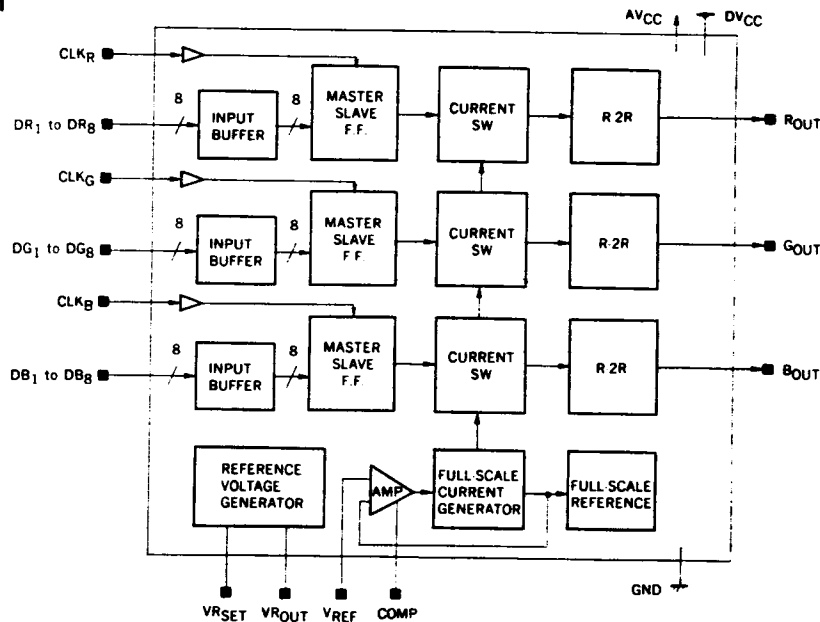 AVCC DVCC
CLKR
8 8
DR1 to DR8
INPUT
BUFFER
MASTER
SLAVE
F.F.
CURRENT
SW
R·2R
ROUT
CLKG
8 8
DG1 to DG8
INPUT
BUFFER
MASTER
SLAVE
F.F.
CURRENT
SW
R·2R
GOUT
CLKB
8 8
DB1 to DB8
INPUT
BUFFER
MASTER
SLAVE
F.F.
CURRENT
SW
R·2R
BOUT
REFERENCE
VOLTAGE
GENERATOR
AMP
FULL·SCALE
CURRENT
GENERATOR
FULL·SCALE
REFERENCE
GND
VRSET VROUT VREF COMP